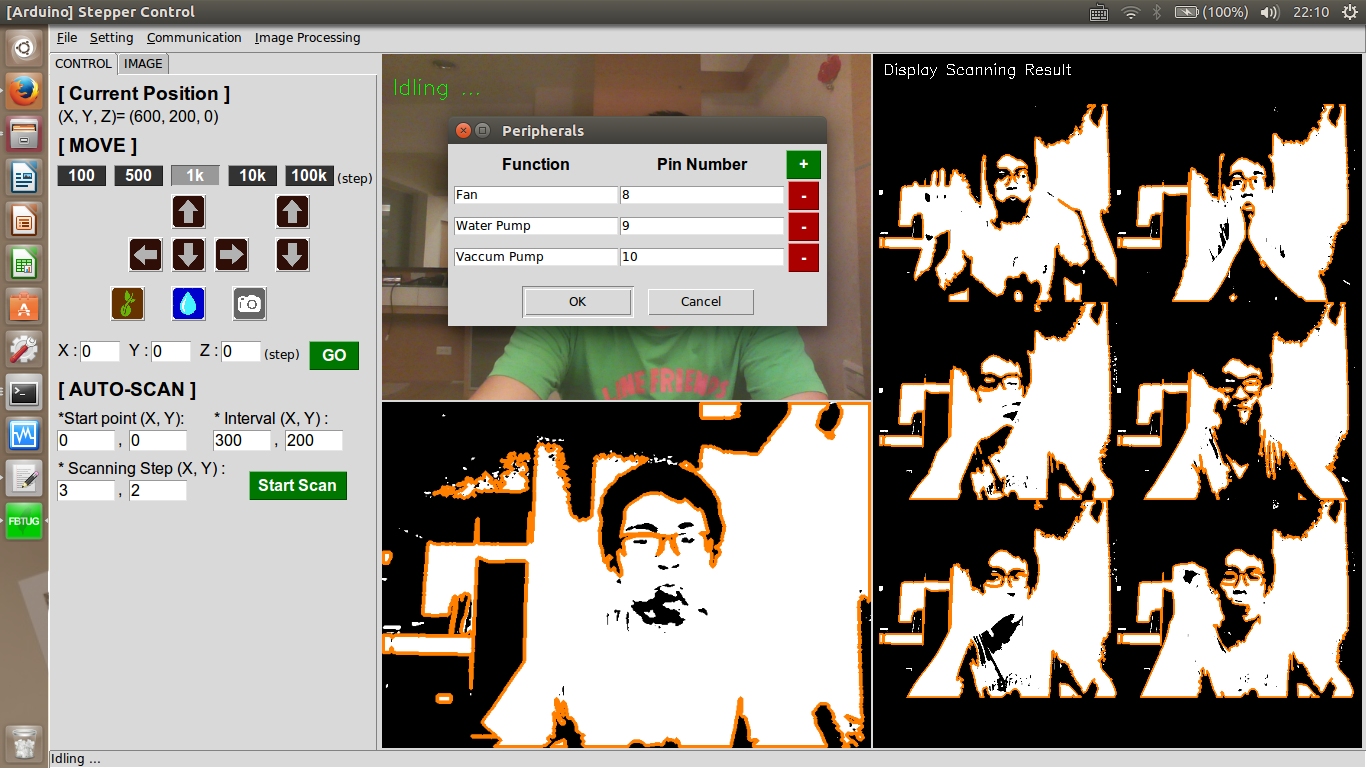 [Arduino] Stepper Control
(100%) 22:10
File Setting Communication Image Processing
CONTROL IMAGE
[ Current Position ]
(X, Y, Z)= (600, 200, 0)
[ MOVE ]
100 500 1k 10k 100k (step)
X : 0 Y : 0 Z : 0 (step) GO
[ AUTO-SCAN ]
*Start point (X, Y): * Interval (X, Y) :
0 , 0 300 , 200
* Scanning Step (X, Y) :
3 , 2 Start Scan
FBTUG
Idling ...
Idling ...
Peripherals
Function Pin Number +
Fan 8 -
Water Pump 9 -
Vaccum Pump 10 -
OK Cancel
LINE FRIENDS
Display Scanning Result